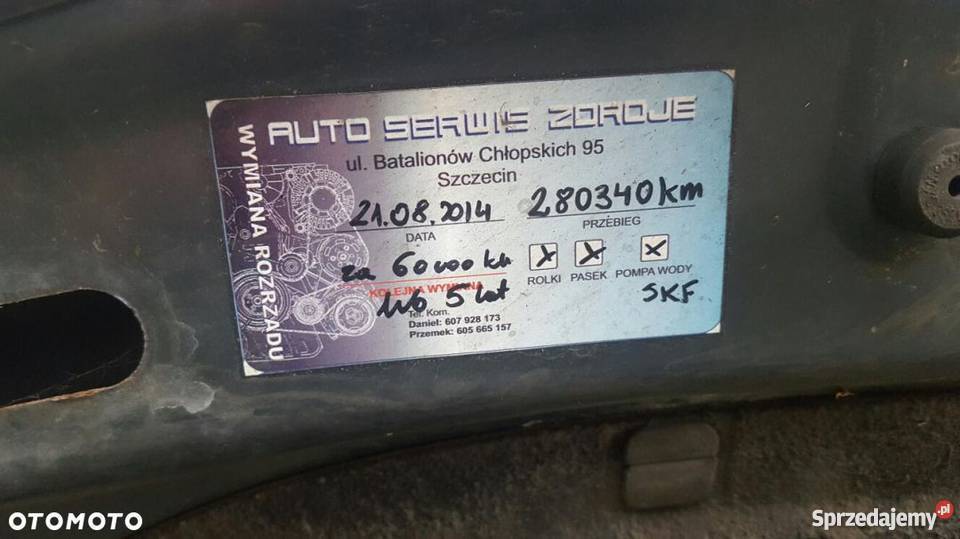 AUTO SERWIS ZDROJE
ul. Batalionów Chłopskich 95
Szczecin
WYMIANA ROZRZĄDU
21.08.2014 280340km
DATA PRZEBIEG
za 60000 km
ROLKI PASEK POMPA WODY
KOLEJNA WYMIANA
lub 5 lat SKF
Tel. Kom.
Daniel: 607 928 173
Przemek: 605 665 157
OTOMOTO
Sprzedajemy.pl